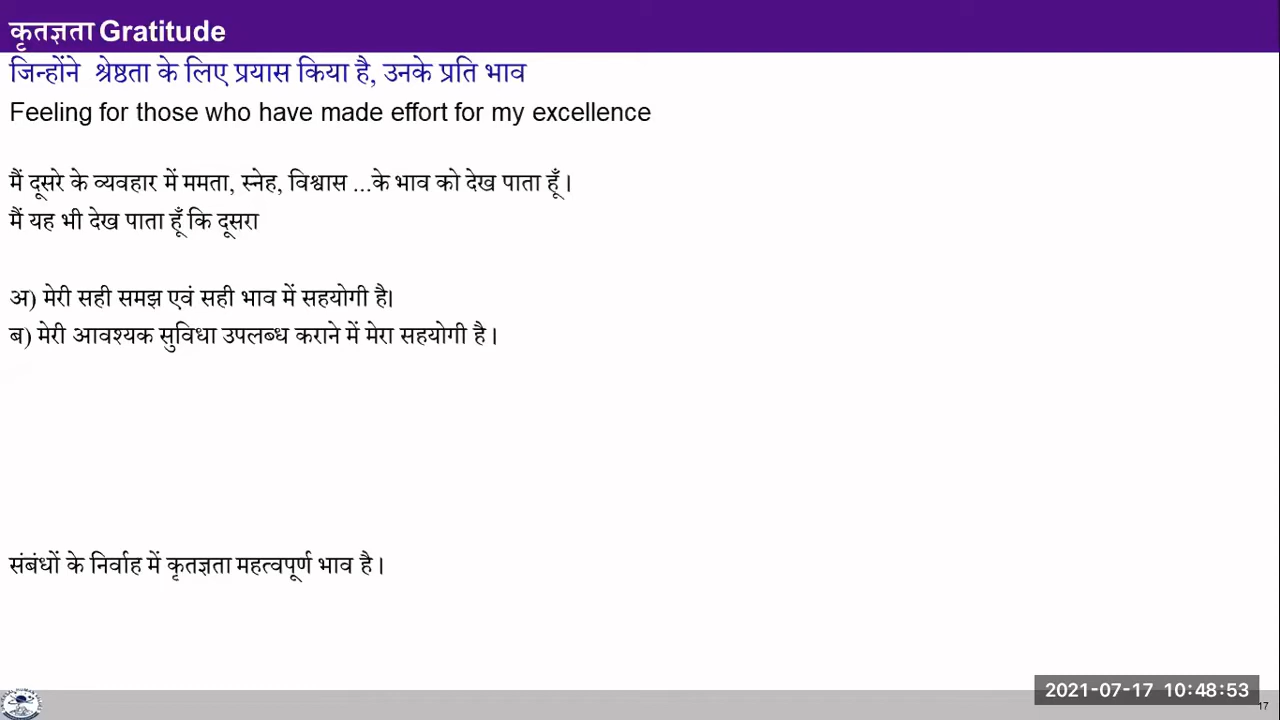 कृतज्ञता Gratitude
जिन्होंने श्रेष्ठता के लिए प्रयास किया है, उनके प्रति भाव
Feeling for those who have made effort for my excellence
मैं दूसरे के व्यवहार में ममता, स्नेह, विश्वास ...के भाव को देख पाता हूँ।
मैं यह भी देख पाता हूँ कि दूसरा
अ) मेरी सही समझ एवं सही भाव में सहयोगी है।
ब) मेरी आवश्यक सुविधा उपलब्ध कराने में मेरा सहयोगी है।
संबंधों के निर्वाह में कृतज्ञता महत्वपूर्ण भाव है।
2021-07-17 10:48:53
17